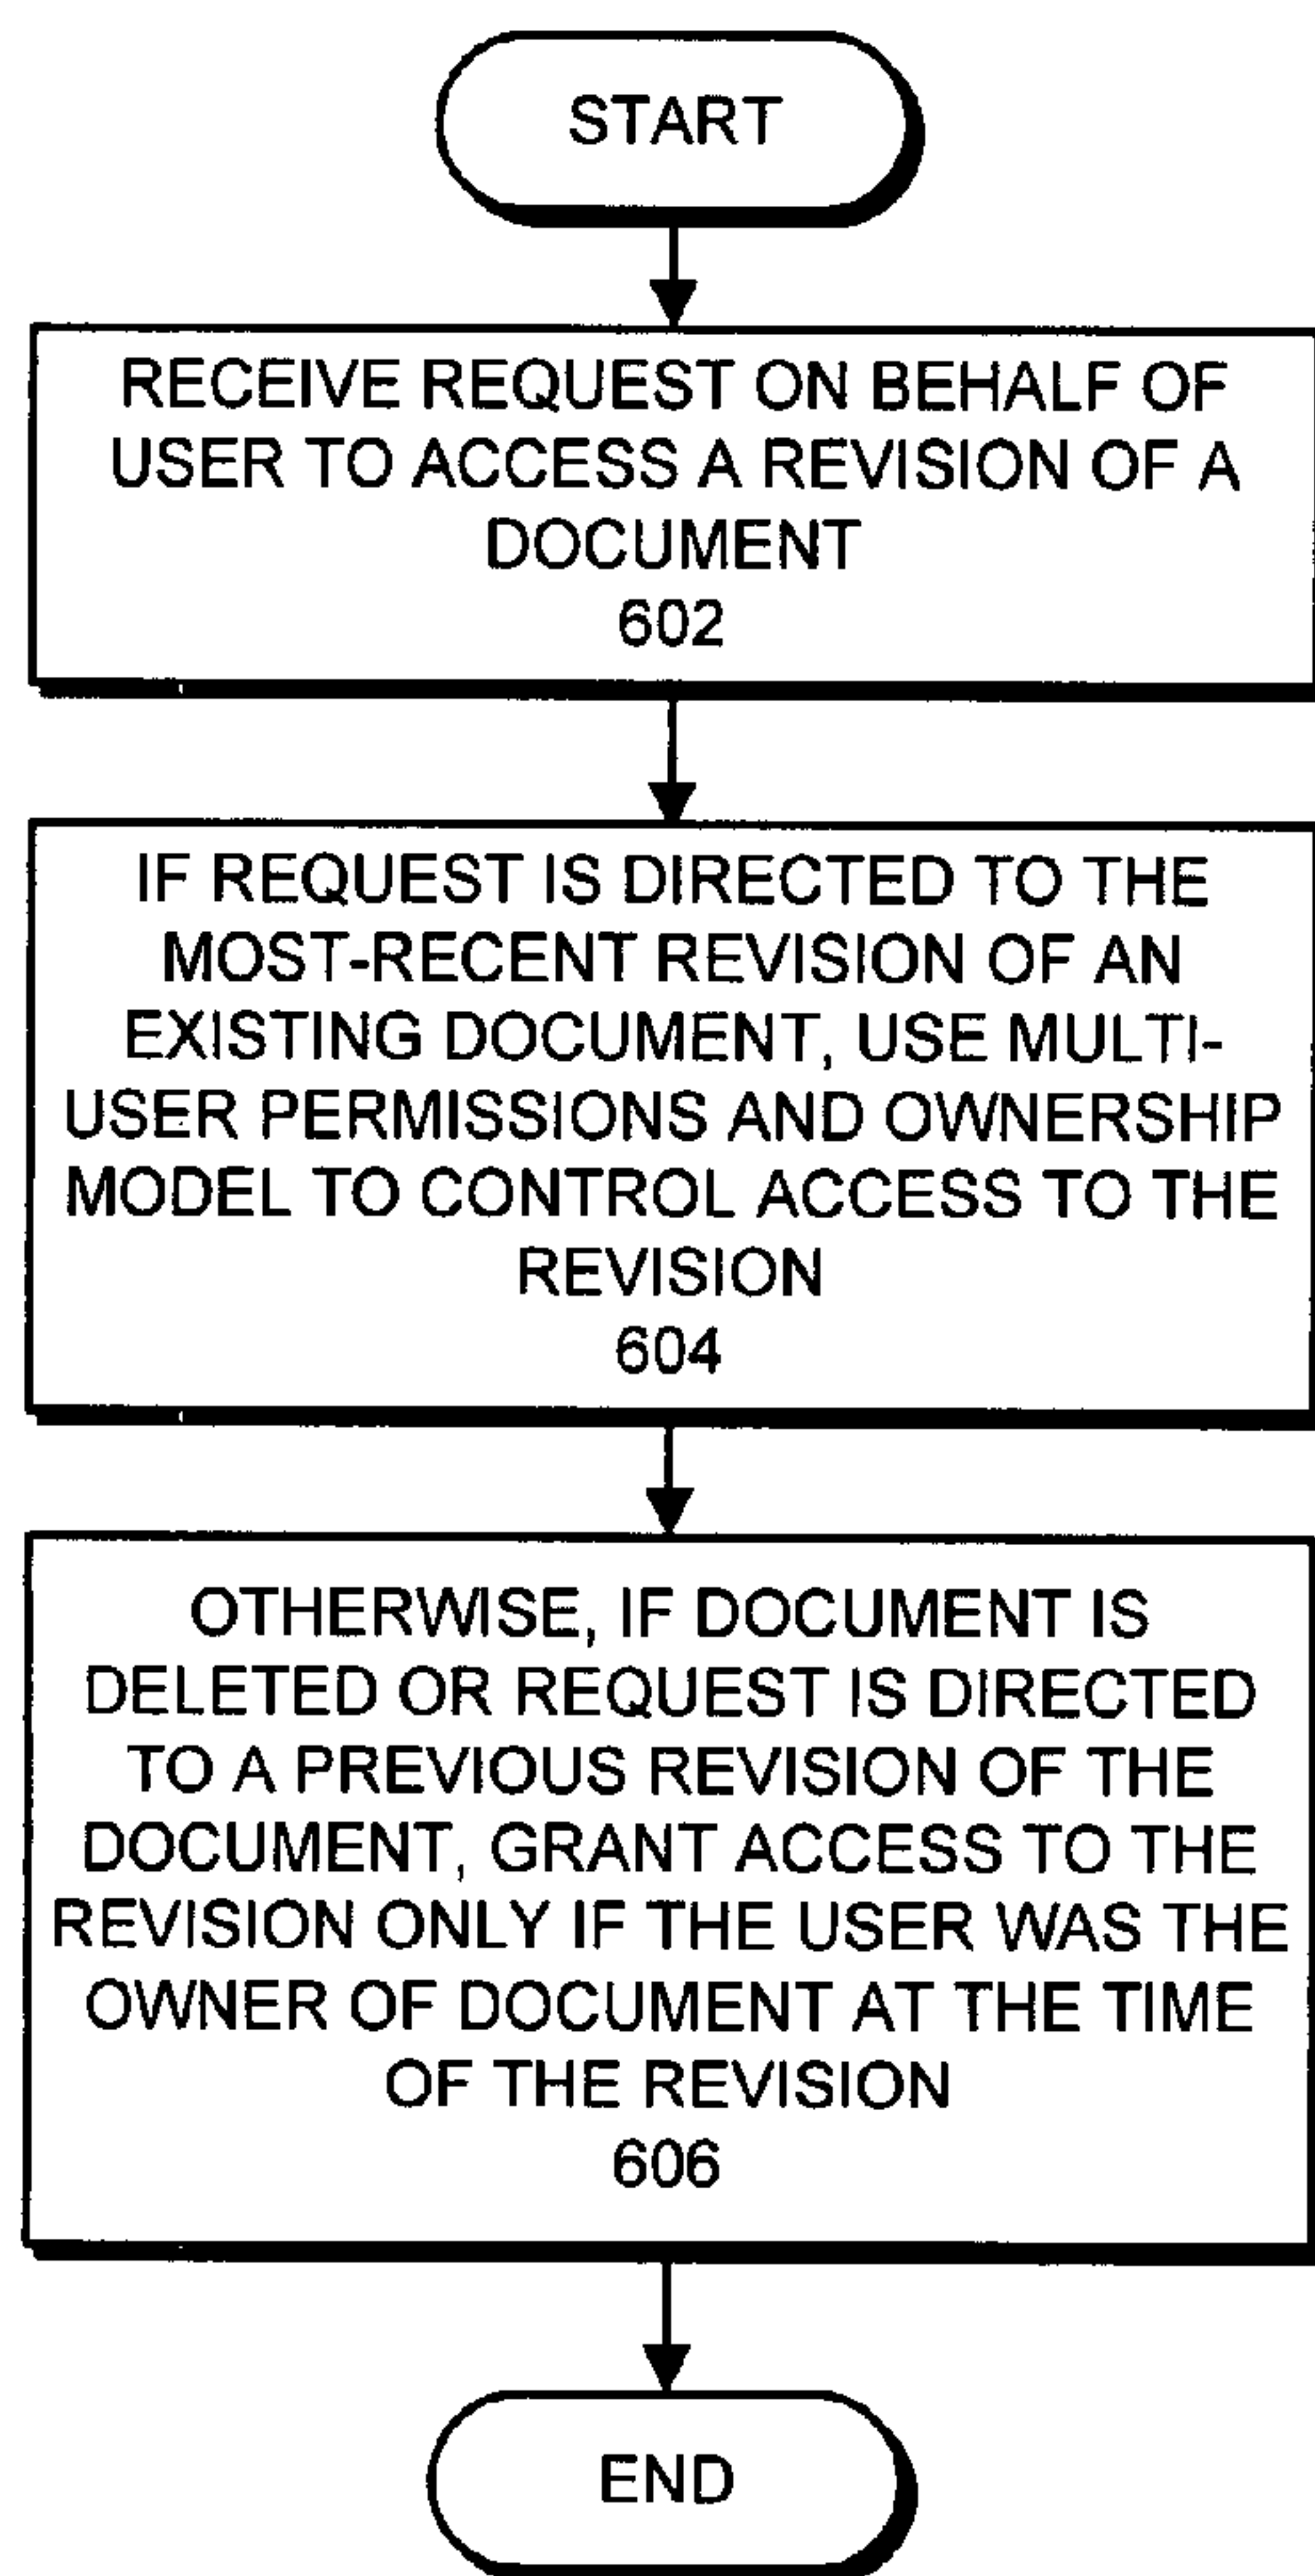 START
RECEIVE REQUEST ON BEHALF OF
USER TO ACCESS A REVISION OF A
DOCUMENT
602
IF REQUEST IS DIRECTED TO THE
MOST-RECENT REVISION OF AN
EXISTING DOCUMENT, USE MULTI-
USER PERMISSIONS AND OWNERSHIP
MODEL TO CONTROL ACCESS TO THE
REVISION
604
OTHERWISE, IF DOCUMENT IS
DELETED OR REQUEST IS DIRECTED
TO A PREVIOUS REVISION OF THE
DOCUMENT, GRANT ACCESS TO THE
REVISION ONLY IF THE USER WAS THE
OWNER OF DOCUMENT AT THE TIME
OF THE REVISION
606
END